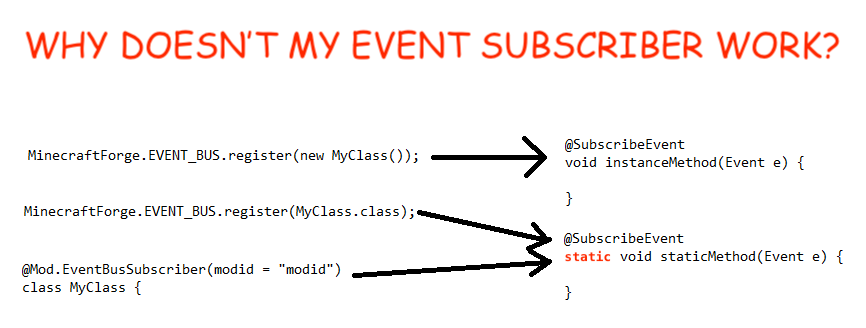 WHY DOESN'T MY EVENT SUBSCRIBER WORK?
MinecraftForge.EVENT_BUS.register(new MyClass());
@SubscribeEvent
void instanceMethod(Event e) {
}
MinecraftForge.EVENT_BUS.register(MyClass.class);
@SubscribeEvent
static void staticMethod(Event e) {
}
@Mod.EventBusSubscriber(modid = "modid")
class MyClass {